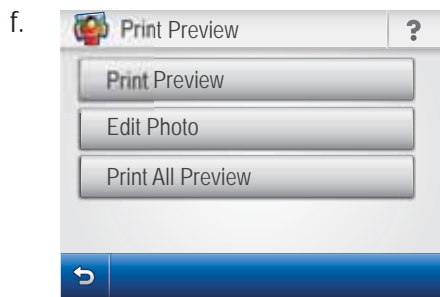 f.
Print Preview ?
Print Preview
Edit Photo
Print All Preview